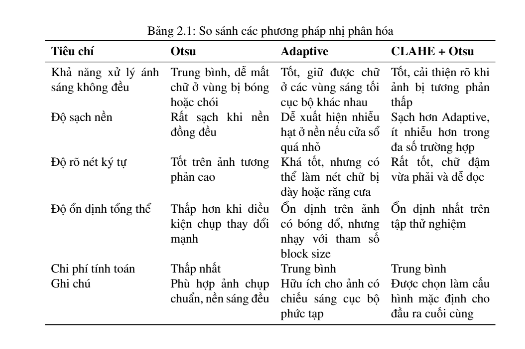 Bảng 2.1: So sánh các phương pháp nhị phân hóa
Tiêu chí Otsu Adaptive CLAHE + Otsu
Khả năng xử lý ánh Trung bình, dễ mất Tốt, giữ được chữ Tốt, cải thiện rõ khi
sáng không đều chữ ở vùng bị bóng ở các vùng sáng tối ảnh bị tương phản
hoặc chói cục bộ khác nhau thấp
Độ sạch nền Rất sạch khi nền Dễ xuất hiện nhiễu Sạch hơn Adaptive,
đồng đều hạt ở nền nếu cửa sổ ít nhiễu hơn trong
quá nhỏ đa số trường hợp
Độ rõ nét ký tự Tốt trên ảnh tương Khá tốt, nhưng có Rất tốt, chữ đậm
phản cao thể làm nét chữ bị vừa phải và dễ đọc
dày hoặc răng cưa
Độ ổn định tổng thể Thấp hơn khi điều Ổn định trên ảnh Ổn định nhất trên
kiện chụp thay đổi có bóng đổ, nhưng tập thử nghiệm
mạnh nhạy với tham số
block size
Chi phí tính toán Thấp nhất Trung bình Trung bình
Ghi chú Phù hợp ảnh chụp Hữu ích cho ảnh có Được chọn làm cấu
chuẩn, nền sáng đều chiếu sáng cục bộ hình mặc định cho
phức tạp đầu ra cuối cùng